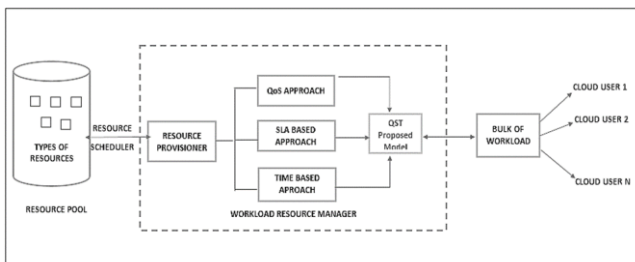 TYPES OF
RESOURCES
RESOURCE POOL
RESOURCE
SCHEDULER
RESOURCE
PROVISIONER
QoS APPROACH
SLA BASED
APPROACH
TIME BASED
APROACH
WORKLOAD RESOURCE MANAGER
QST
Proposed
Model
BULK OF
WORKLOAD
CLOUD USER 1
CLOUD USER 2
CLOUD USER N